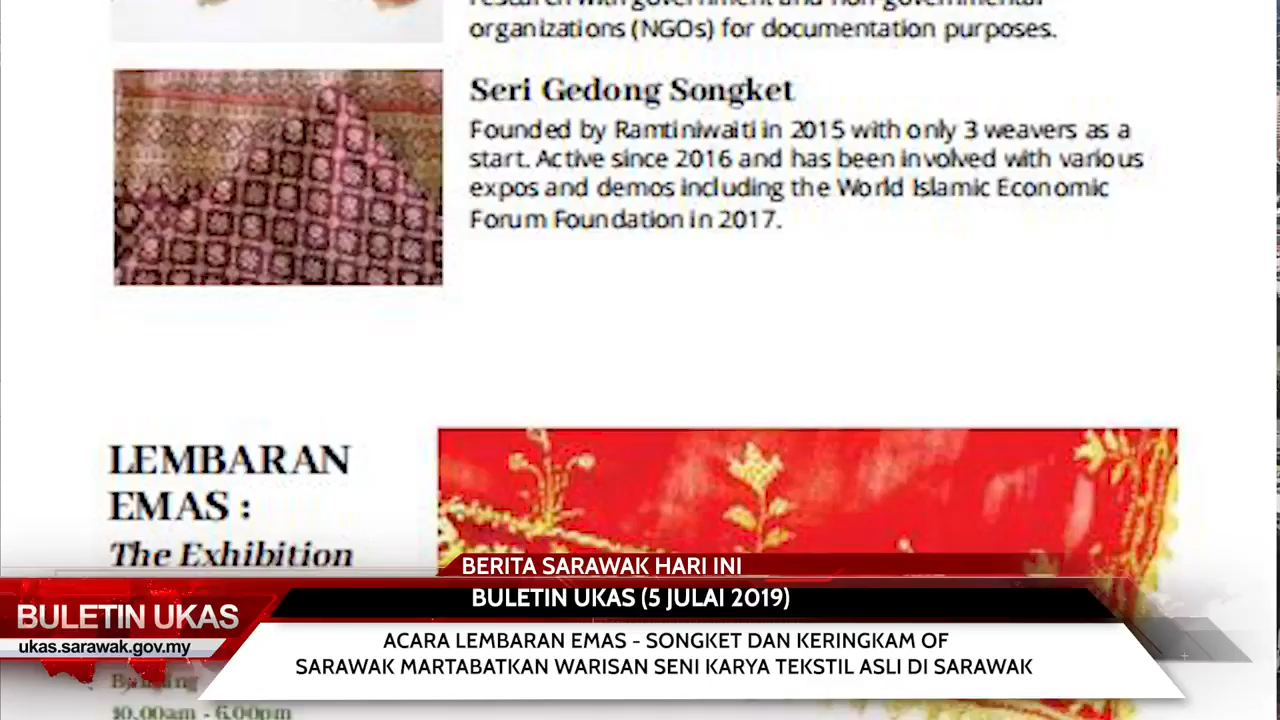 organizations (NGOs) for documentation purposes.
Seri Gedong Songket
Founded by Ramtiniwaiti in 2015 with only 3 weavers as a
start. Active since 2016 and has been involved with various
expos and demos including the World Islamic Economic
Forum Foundation in 2017.
LEMBARAN
EMAS :
The Exhibition
BERITA SARAWAK HARI INI
BULETIN UKAS (5 JULAI 2019)
BULETIN UKAS
ukas.sarawak.gov.my
ACARA LEMBARAN EMAS - SONGKET DAN KERINGKAM OF
SARAWAK MARTABATKAN WARISAN SENI KARYA TEKSTIL ASLI DI SARAWAK
10.00am - 6.00pm